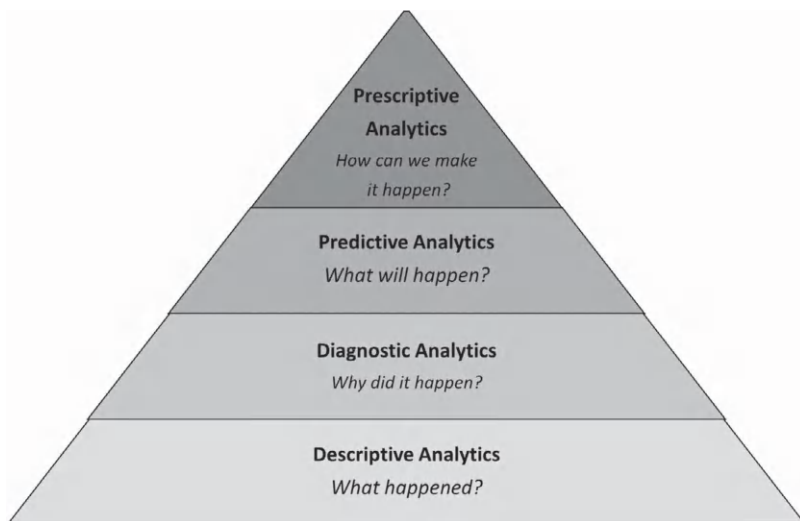 Prescriptive
Analytics
How can we make
it happen?
Predictive Analytics
What will happen?
Diagnostic Analytics
Why did it happen?
Descriptive Analytics
What happened?